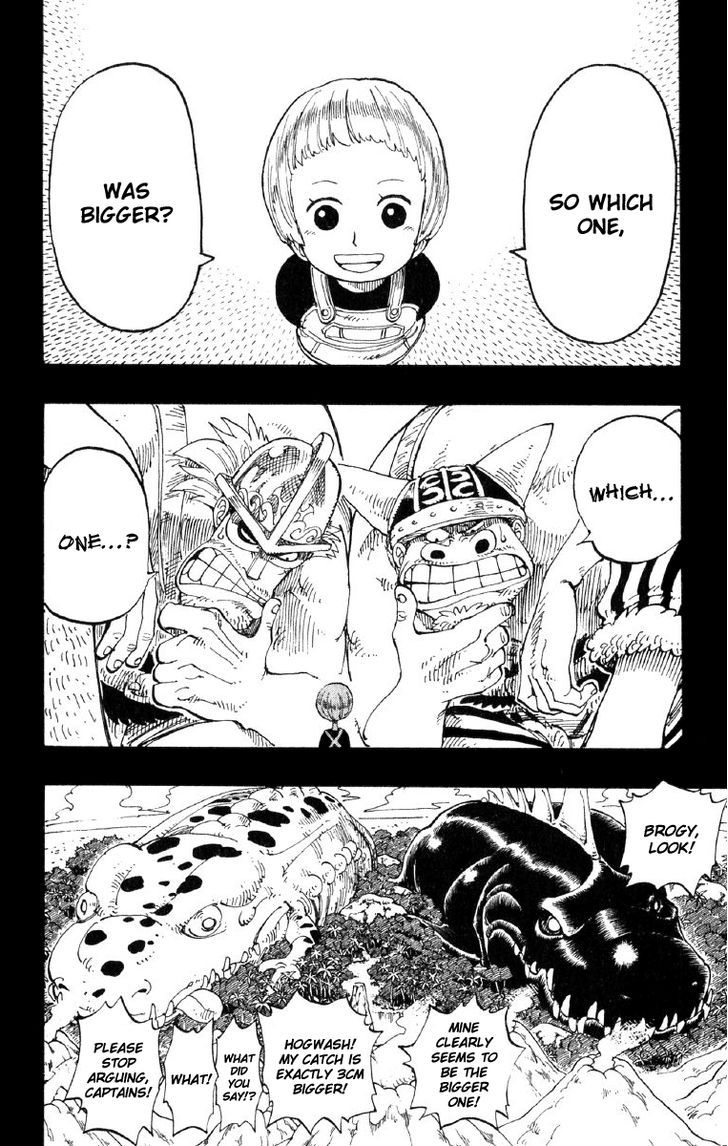 SO WHICH
ONE,
WAS
BIGGER?
WHICH...
ONE...?
BROGY,
LOOK!
MINE
CLEARLY
SEEMS TO
BE THE
BIGGER
ONE!
HOGWASH!
MY CATCH IS
EXACTLY 3CM
BIGGER!
WHAT
DID
YOU
SAY!?
WHAT!
PLEASE
STOP
ARGUING,
CAPTAINS!